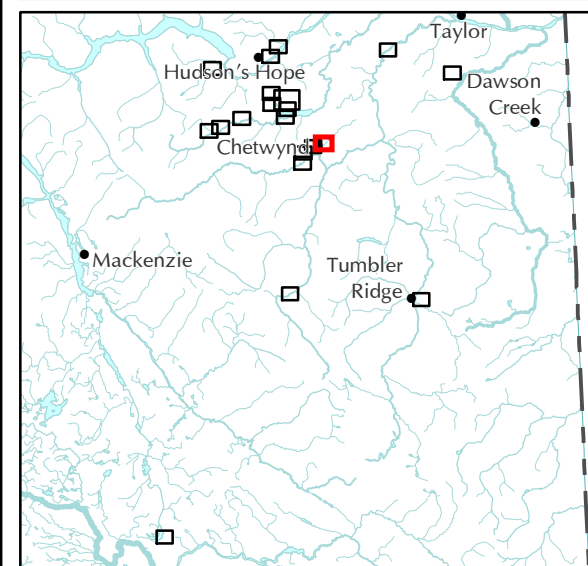 Taylor
Hudson's Hope
Dawson
Creek
Chetwynd
Mackenzie
Tumbler
Ridge